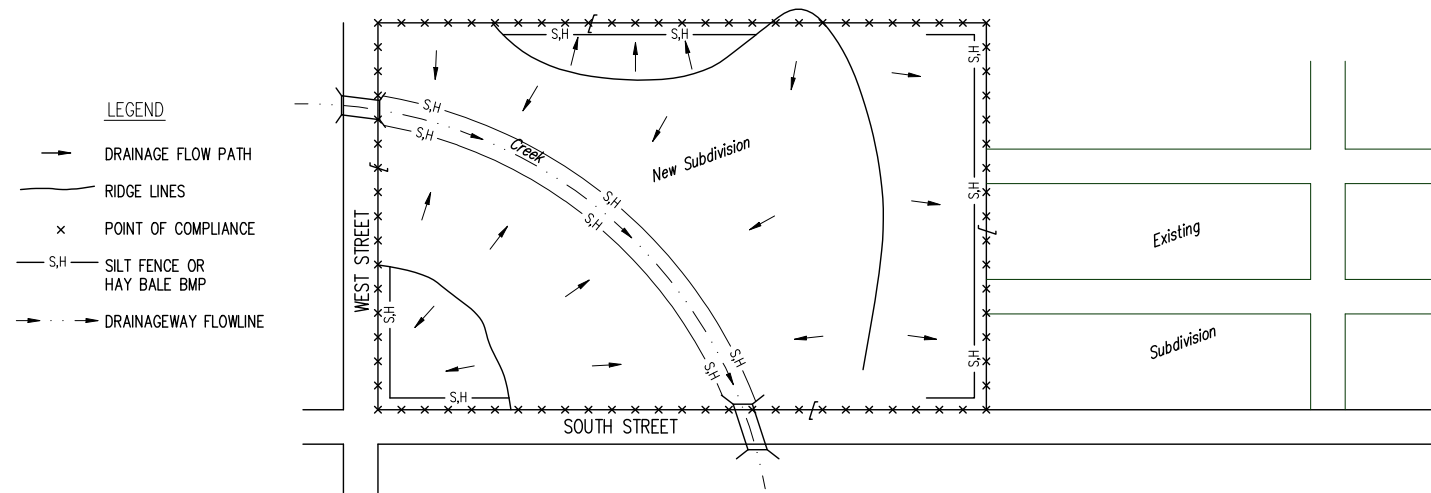 LEGEND
DRAINAGE FLOW PATH
RIDGE LINES
POINT OF COMPLIANCE
S,H
SILT FENCE OR
HAY BALE BMP
DRAINAGEWAY FLOWLINE
S,H
S,H
S,H
S,H
S,H
Creek
New Subdivision
S,H
S,H
S,H
WEST STREET
Existing
S,H
Subdivision
S,H
S,H
S,H
S,H
SOUTH STREET